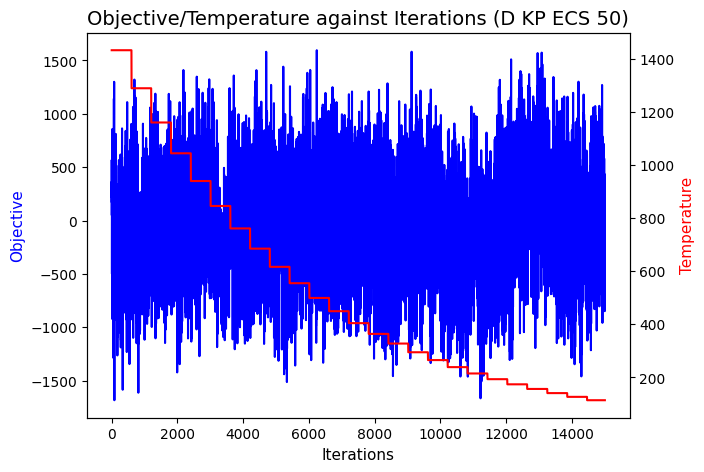 Objective/Temperature against Iterations (D KP ECS 50)
1500
1000
500
0
−500
−1000
−1500
Objective
1400
1200
1000
800
600
400
200
Temperature
0 2000 4000 6000 8000 10000 12000 14000
Iterations